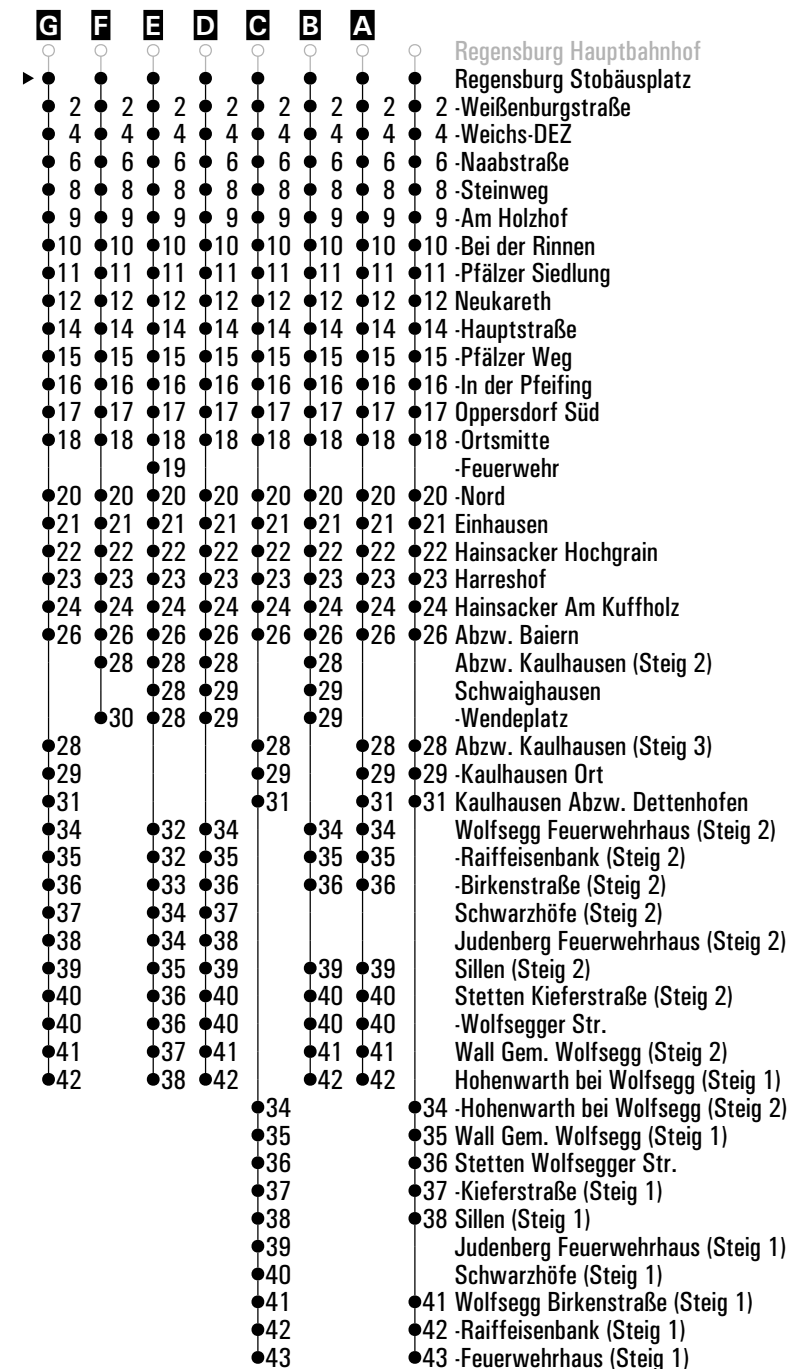 G F E D C B A
Regensburg Hauptbahnhof
Regensburg Stobäusplatz
2 2 2 2 2 2 2 2 -Weißenburgstraße
4 4 4 4 4 4 4 4 -Weichs-DEZ
6 6 6 6 6 6 6 6 -Naabstraße
8 8 8 8 8 8 8 8 -Steinweg
9 9 9 9 9 9 9 9 -Am Holzhof
10 10 10 10 10 10 10 10 -Bei der Rinnen
11 11 11 11 11 11 11 11 -Pfälzer Siedlung
12 12 12 12 12 12 12 12 Neukareth
14 14 14 14 14 14 14 14 -Hauptstraße
15 15 15 15 15 15 15 15 -Pfälzer Weg
16 16 16 16 16 16 16 16 -In der Pfeifing
17 17 17 17 17 17 17 17 Oppersdorf Süd
18 18 18 18 18 18 18 18 -Ortsmitte
19 -Feuerwehr
20 20 20 20 20 20 20 20 -Nord
21 21 21 21 21 21 21 21 Einhausen
22 22 22 22 22 22 22 22 Hainsacker Hochgrain
23 23 23 23 23 23 23 23 Harreshof
24 24 24 24 24 24 24 24 Hainsacker Am Kuffholz
26 26 26 26 26 26 26 26 Abzw. Baiern
28 28 28 28 Abzw. Kaulhausen (Steig 2)
28 29 29 Schwaighausen
30 28 29 29 -Wendeplatz
28 28 28 28 Abzw. Kaulhausen (Steig 3)
29 29 29 29 -Kaulhausen Ort
31 31 31 31 Kaulhausen Abzw. Dettenhofen
34 32 34 34 34 Wolfsegg Feuerwehrhaus (Steig 2)
35 32 35 35 35 -Raiffeisenbank (Steig 2)
36 33 36 36 36 -Birkenstraße (Steig 2)
37 34 37 Schwarzhöfe (Steig 2)
38 34 38 Judenberg Feuerwehrhaus (Steig 2)
39 35 39 39 39 Sillen (Steig 2)
40 36 40 40 40 Stetten Kieferstraße (Steig 2)
40 36 40 40 40 -Wolfsegger Str.
41 37 41 41 41 Wall Gem. Wolfsegg (Steig 2)
42 38 42 42 42 Hohenwarth bei Wolfsegg (Steig 1)
34 34 -Hohenwarth bei Wolfsegg (Steig 2)
35 35 Wall Gem. Wolfsegg (Steig 1)
36 36 Stetten Wolfsegger Str.
37 37 -Kieferstraße (Steig 1)
38 38 Sillen (Steig 1)
39 Judenberg Feuerwehrhaus (Steig 1)
40 Schwarzhöfe (Steig 1)
41 41 Wolfsegg Birkenstraße (Steig 1)
42 42 -Raiffeisenbank (Steig 1)
43 43 -Feuerwehrhaus (Steig 1)